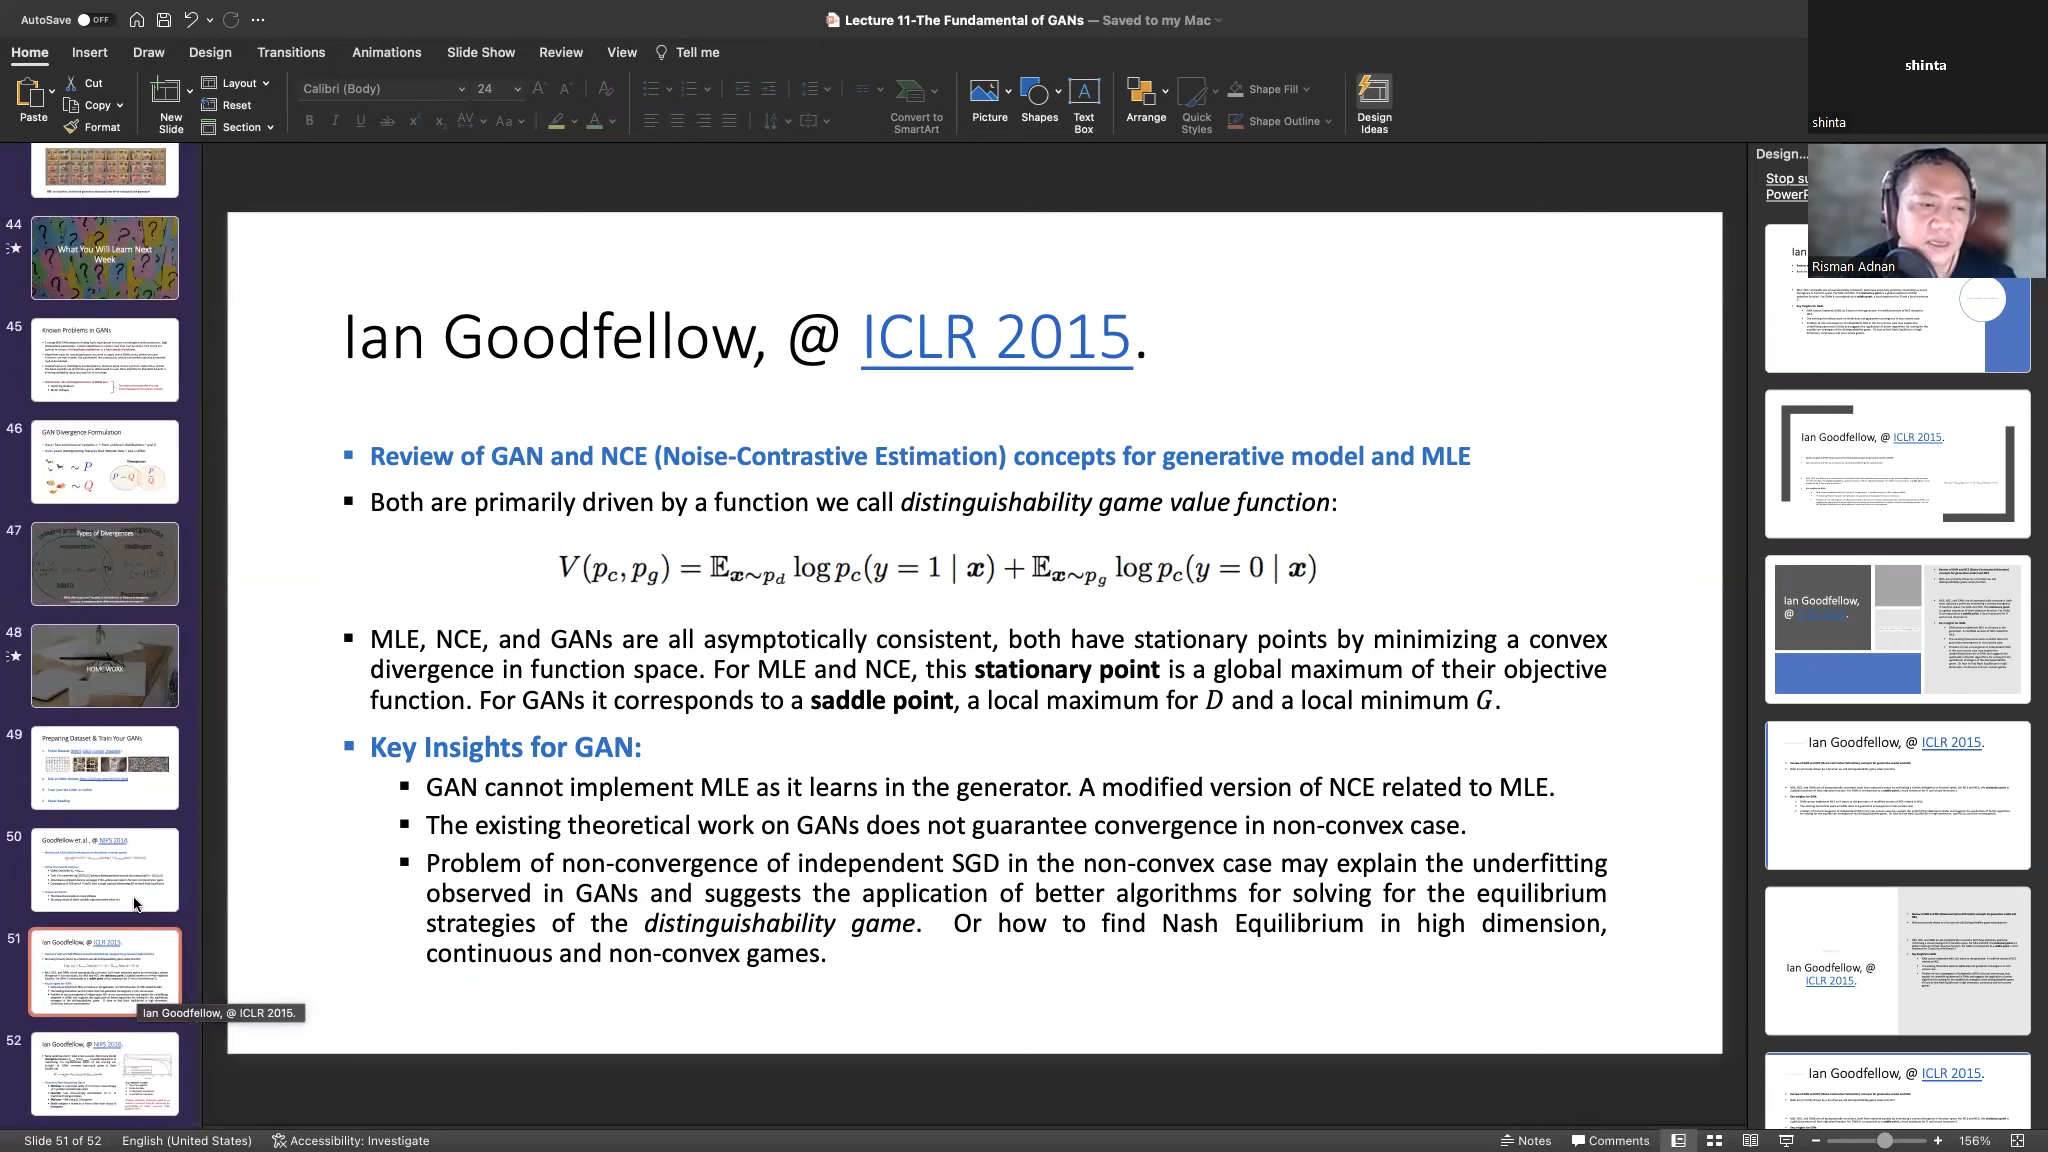 AutoSave OFF
Lecture 11-The Fundamental of GANs — Saved to my Mac
Home Insert Draw Design Transitions Animations Slide Show Review View Tell me
Paste
Cut
Copy
Format
New Slide
Layout
Reset
Section
Calibri (Body) 24
Convert to SmartArt
Picture
Shapes
Text Box
Arrange
Quick Styles
Shape Fill
Shape Outline
Design Ideas
shinta
shinta
Risman Adnan
Design...
Stop su
PowerP
44
What You Will Learn Next Week
45
Known Problems in GANs
46
GAN Divergence Formulation
47
Types of Divergences
48
HOME WORK
49
Preparing Dataset & Train Your GANs
50
Goodfellow et.al., @ NIPS 2014.
51
Ian Goodfellow, @ ICLR 2015.
Ian Goodfellow, @ ICLR 2015.
52
Ian Goodfellow, @ NIPS 2016.
Ian Goodfellow, @ ICLR 2015.
▪ Review of GAN and NCE (Noise-Contrastive Estimation) concepts for generative model and MLE
▪ Both are primarily driven by a function we call distinguishability game value function:
V(p_c, p_g) = 𝔼_{x∼p_d} log p_c(y = 1 | x) + 𝔼_{x∼p_g} log p_c(y = 0 | x)
▪ MLE, NCE, and GANs are all asymptotically consistent, both have stationary points by minimizing a convex
divergence in function space. For MLE and NCE, this stationary point is a global maximum of their objective
function. For GANs it corresponds to a saddle point, a local maximum for D and a local minimum G.
▪ Key Insights for GAN:
▪ GAN cannot implement MLE as it learns in the generator. A modified version of NCE related to MLE.
▪ The existing theoretical work on GANs does not guarantee convergence in non-convex case.
▪ Problem of non-convergence of independent SGD in the non-convex case may explain the underfitting
observed in GANs and suggests the application of better algorithms for solving for the equilibrium
strategies of the distinguishability game. Or how to find Nash Equilibrium in high dimension,
continuous and non-convex games.
Ian Goodfellow, @ ICLR 2015.
Ian Goodfellow,
@
Ian Goodfellow, @ ICLR 2015.
Ian Goodfellow, @
ICLR 2015.
Ian Goodfellow, @ ICLR 2015.
Slide 51 of 52 English (United States) Accessibility: Investigate
Notes Comments 156%